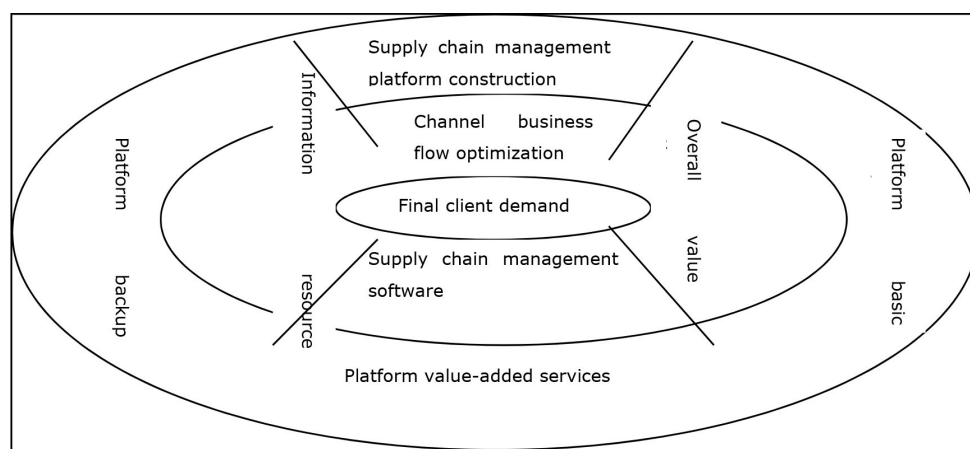 Supply chain management
platform construction
Channel business
flow optimization
Final client demand
Supply chain management
software
Platform value-added services
Platform backup
Information resource
Overall value
Platform basic